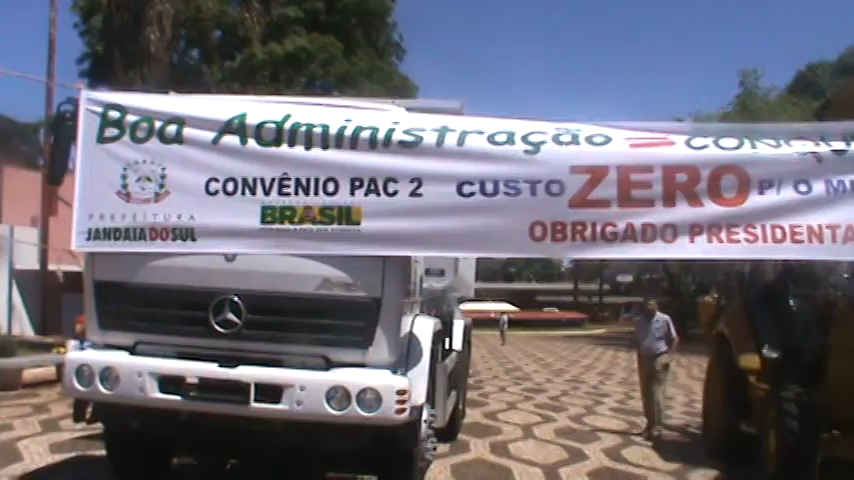 Boa Administração =
CONVÊNIO PAC 2 CUSTO ZERO P/ O
PREFEITURA BRASIL OBRIGADO PRESIDENTA
JANDAIA DO SUL